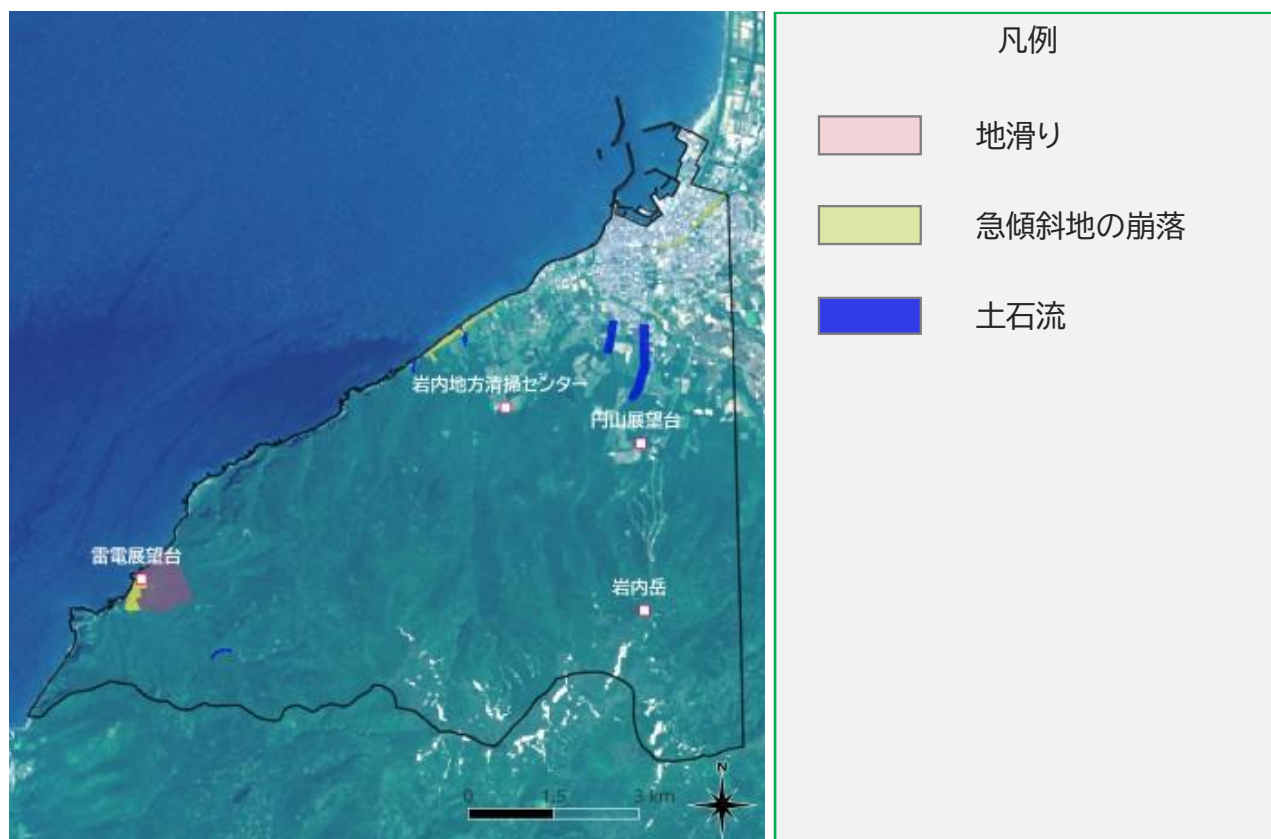 凡例
地滑り
急傾斜地の崩落
土石流
岩内地方清掃センター
円山展望台
雷電展望台
岩内岳
N
0 1.5 3 km